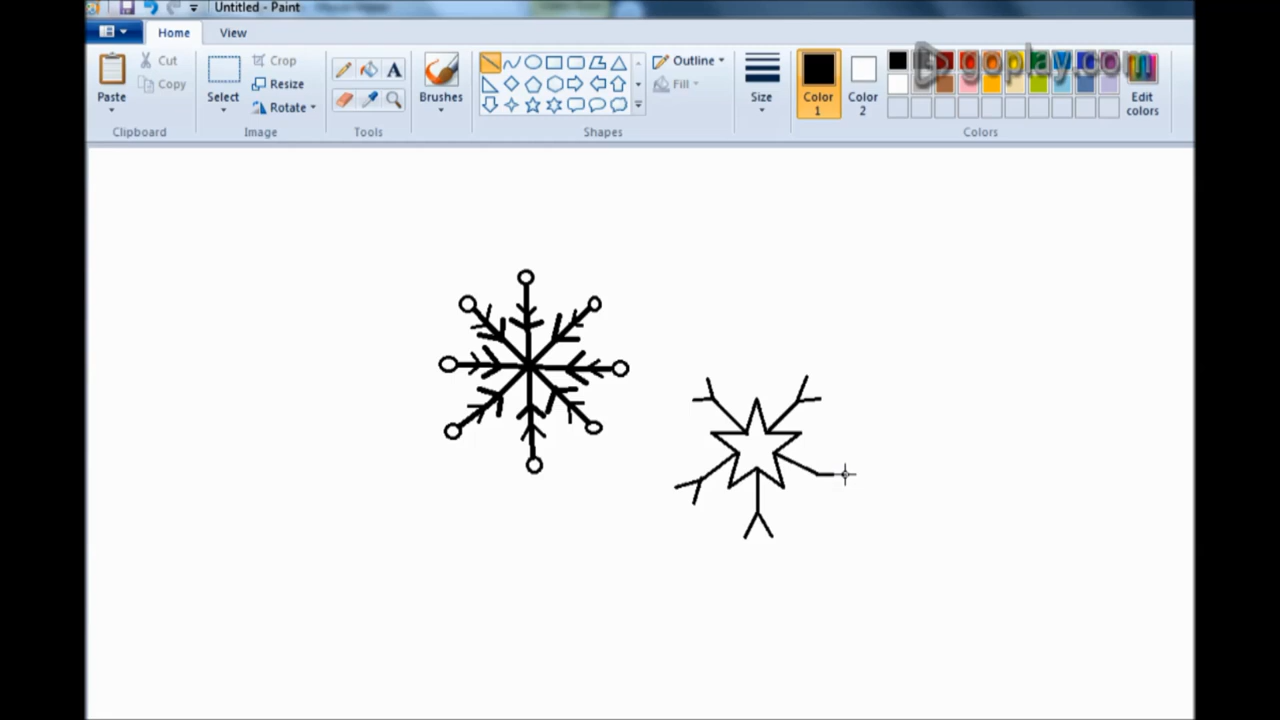 Untitled - Paint
Home View
Cut
Copy
Paste
Clipboard
Select
Crop
Resize
Rotate
Image
A
Tools
Brushes
Shapes
Outline
Fill
Size
Color 1
Color 2
Edit colors
Colors
goplay.com